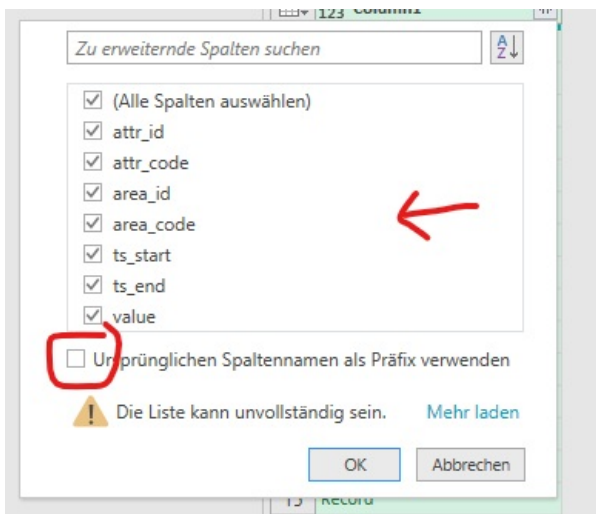 123 Column1
Zu erweiternde Spalten suchen
(Alle Spalten auswählen)
attr_id
attr_code
area_id
area_code
ts_start
ts_end
value
Ursprünglichen Spaltennamen als Präfix verwenden
Die Liste kann unvollständig sein. Mehr laden
OK Abbrechen
15 Record